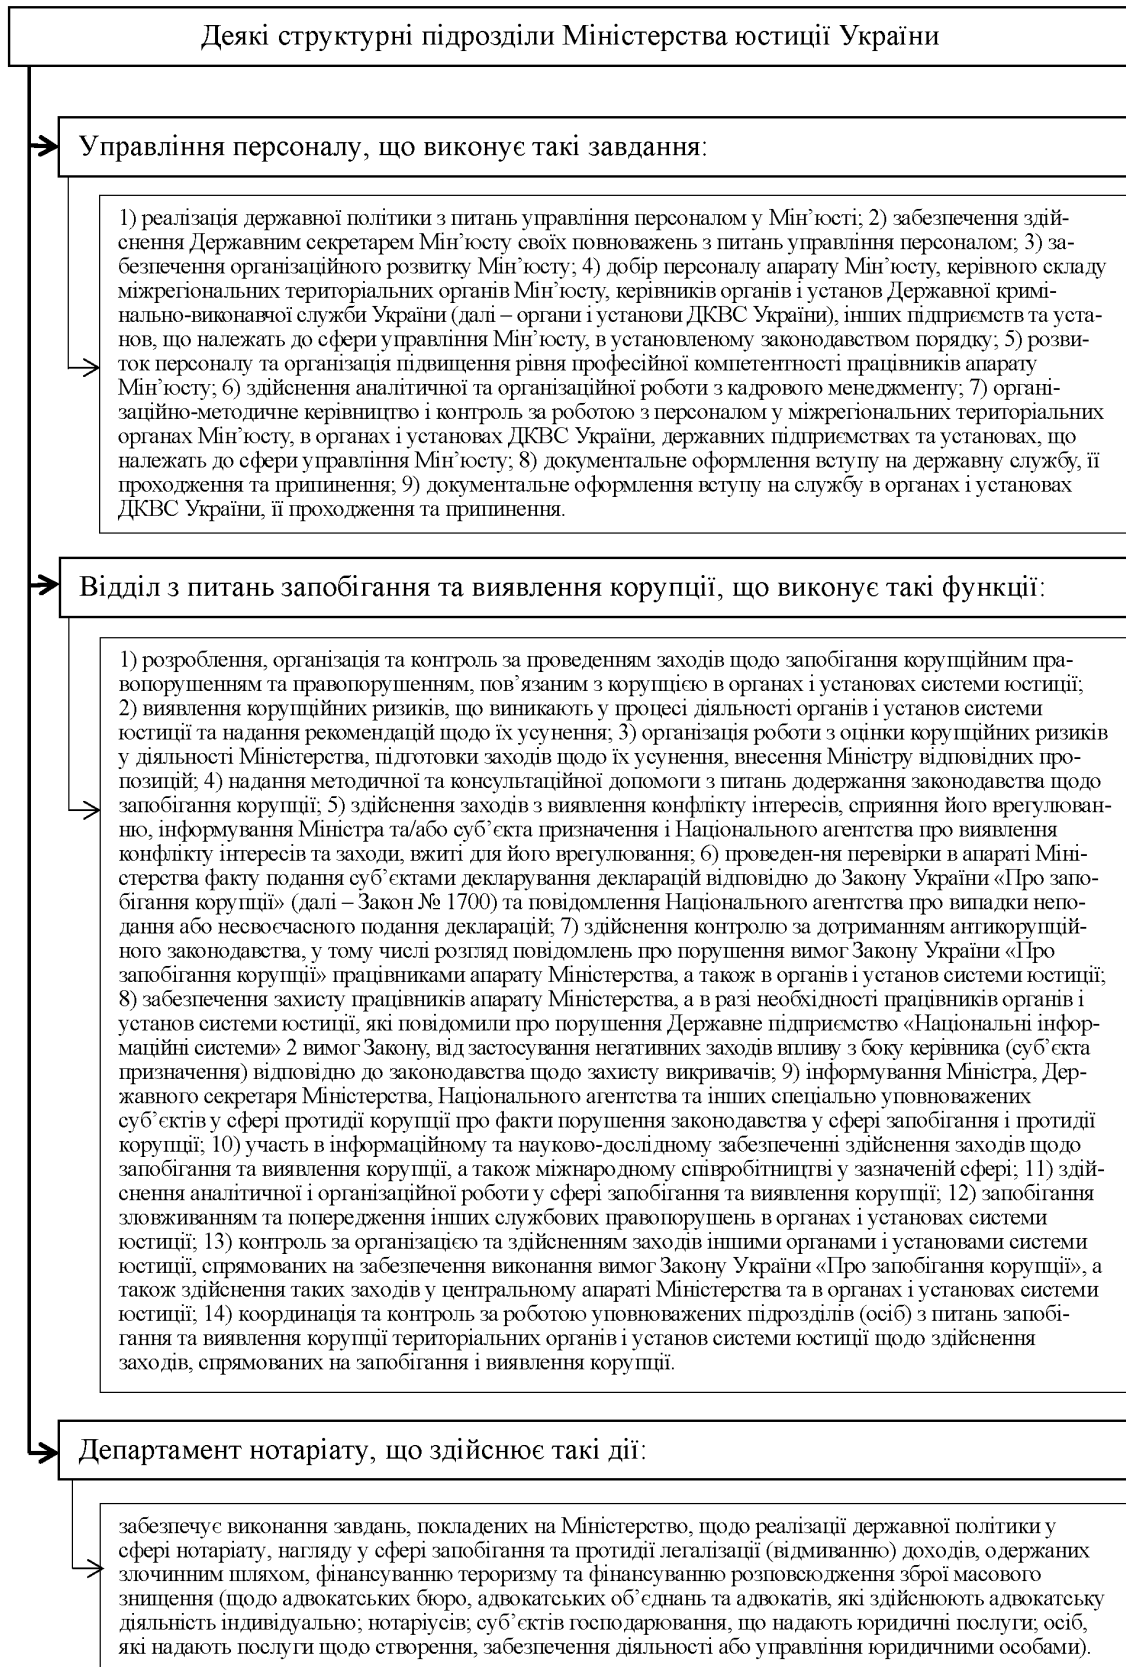 Деякі структурні підрозділи Міністерства юстиції України
Управління персоналу, що виконує такі завдання:
1) реалізація державної політики з питань управління персоналом у Мін’юсті; 2) забезпечення здій-
снення Державним секретарем Мін’юсту своїх повноважень з питань управління персоналом; 3) за-
безпечення організаційного розвитку Мін’юсту; 4) добір персоналу апарату Мін’юсту, керівного складу
міжрегіональних територіальних органів Мін’юсту, керівників органів і установ Державної кримі-
нально-виконавчої служби України (далі – органи і установи ДКВС України), інших підприємств та уста-
нов, що належать до сфери управління Мін’юсту, в установленому законодавством порядку; 5) розви-
ток персоналу та організація підвищення рівня професійної компетентності працівників апарату
Мін’юсту; 6) здійснення аналітичної та організаційної роботи з кадрового менеджменту; 7) органі-
заційно-методичне керівництво і контроль за роботою з персоналом у міжрегіональних територіальних
органах Мін’юсту, в органах і установах ДКВС України, державних підприємствах та установах, що
належать до сфери управління Мін’юсту; 8) документальне оформлення вступу на державну службу, її
проходження та припинення; 9) документальне оформлення вступу на службу в органах і установах
ДКВС України, її проходження та припинення.
Відділ з питань запобігання та виявлення корупції, що виконує такі функції:
1) розроблення, організація та контроль за проведенням заходів щодо запобігання корупційним пра-
вопорушенням та правопорушенням, пов’язаним з корупцією в органах і установах системи юстиції;
2) виявлення корупційних ризиків, що виникають у процесі діяльності органів і установ системи
юстиції та надання рекомендацій щодо їх усунення; 3) організація роботи з оцінки корупційних ризиків
у діяльності Міністерства, підготовки заходів щодо їх усунення, внесення Міністру відповідних про-
позицій; 4) надання методичної та консультаційної допомоги з питань додержання законодавства щодо
запобігання корупції; 5) здійснення заходів з виявлення конфлікту інтересів, сприяння його врегулюван-
ню, інформування Міністра та/або суб’єкта призначення і Національного агентства про виявлення
конфлікту інтересів та заходи, вжиті для його врегулювання; 6) проведен-ня перевірки в апараті Міні-
стерства факту подання суб’єктами декларування декларацій відповідно до Закону України «Про запо-
бігання корупції» (далі – Закон № 1700) та повідомлення Національного агентства про випадки непо-
дання або несвоєчасного подання декларацій; 7) здійснення контролю за дотриманням антикорупцій-
ного законодавства, у тому числі розгляд повідомлень про порушення вимог Закону України «Про
запобігання корупції» працівниками апарату Міністерства, а також в органів і установ системи юстиції;
8) забезпечення захисту працівників апарату Міністерства, а в разі необхідності працівників органів і
установ системи юстиції, які повідомили про порушення Державне підприємство «Національні інфор-
маційні системи» 2 вимог Закону, від застосування негативних заходів впливу з боку керівника (суб’єкта
призначення) відповідно до законодавства щодо захисту викривачів; 9) інформування Міністра, Дер-
жавного секретаря Міністерства, Національного агентства та інших спеціально уповноважених
суб’єктів у сфері протидії корупції про факти порушення законодавства у сфері запобігання і протидії
корупції; 10) участь в інформаційному та науково-дослідному забезпеченні здійснення заходів щодо
запобігання та виявлення корупції, а також міжнародному співробітництві у зазначеній сфері; 11) здій-
снення аналітичної і організаційної роботи у сфері запобігання та виявлення корупції; 12) запобігання
зловживанням та попередження інших службових правопорушень в органах і установах системи
юстиції; 13) контроль за організацією та здійсненням заходів іншими органами і установами системи
юстиції, спрямованих на забезпечення виконання вимог Закону України «Про запобігання корупції», а
також здійснення таких заходів у центральному апараті Міністерства та в органах і установах системи
юстиції; 14) координація та контроль за роботою уповноважених підрозділів (осіб) з питань запобі-
гання та виявлення корупції територіальних органів і установ системи юстиції щодо здійснення
заходів, спрямованих на запобігання і виявлення корупції.
Департамент нотаріату, що здійснює такі дії:
забезпечує виконання завдань, покладених на Міністерство, щодо реалізації державної політики у
сфері нотаріату, нагляду у сфері запобігання та протидії легалізації (відмиванню) доходів, одержаних
злочинним шляхом, фінансуванню тероризму та фінансуванню розповсюдження зброї масового
знищення (щодо адвокатських бюро, адвокатських об’єднань та адвокатів, які здійснюють адвокатську
діяльність індивідуально; нотаріусів; суб’єктів господарювання, що надають юридичні послуги; осіб,
які надають послуги щодо створення, забезпечення діяльності або управління юридичними особами).